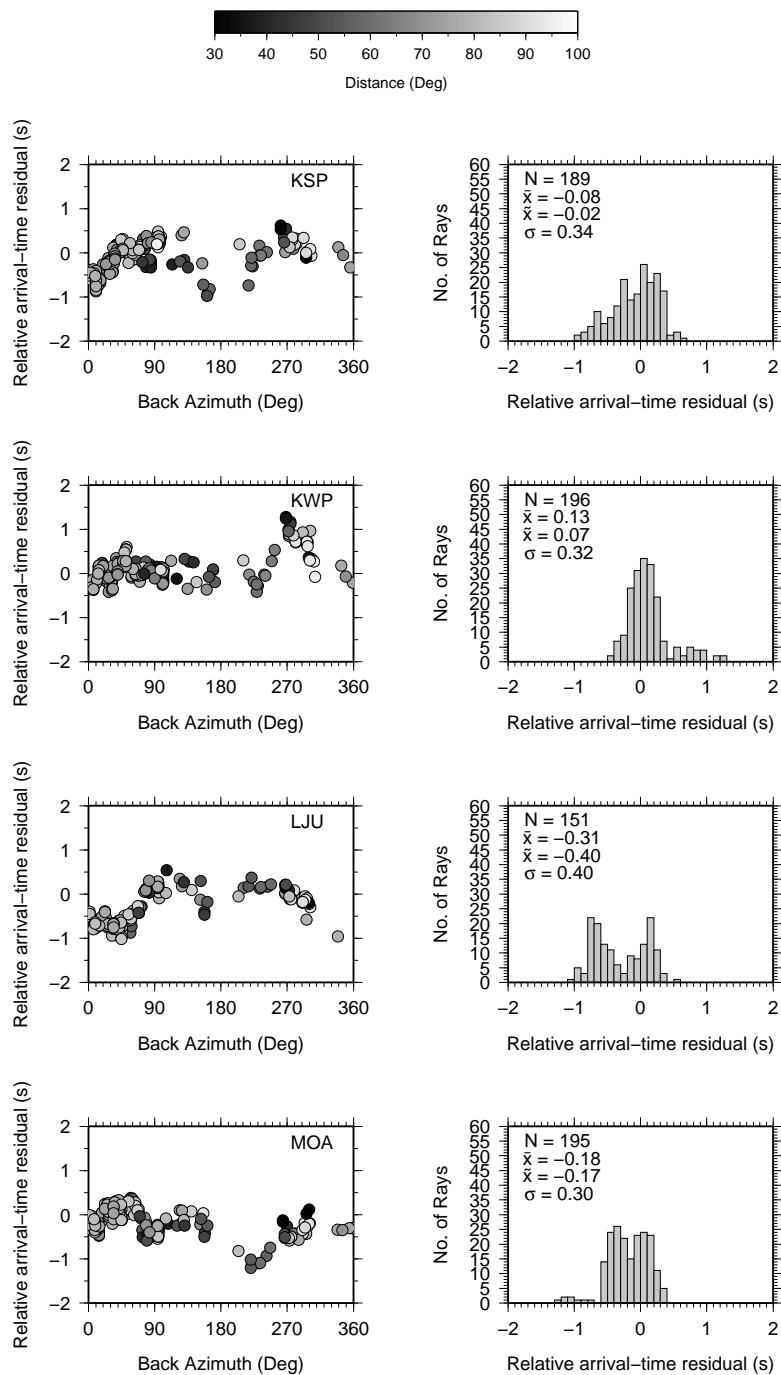 30 40 50 60 70 80 90 100
Distance (Deg)
Relative arrival−time residual (s)
2
1
0
−1
−2
KSP
0 90 180 270 360
Back Azimuth (Deg)
No. of Rays
60
55
50
45
40
35
30
25
20
15
10
5
0
N = 189
x̄ = −0.08
x̃ = −0.02
σ = 0.34
−2 −1 0 1 2
Relative arrival−time residual (s)
Relative arrival−time residual (s)
2
1
0
−1
−2
KWP
0 90 180 270 360
Back Azimuth (Deg)
No. of Rays
60
55
50
45
40
35
30
25
20
15
10
5
0
N = 196
x̄ = 0.13
x̃ = 0.07
σ = 0.32
−2 −1 0 1 2
Relative arrival−time residual (s)
Relative arrival−time residual (s)
2
1
0
−1
−2
LJU
0 90 180 270 360
Back Azimuth (Deg)
No. of Rays
60
55
50
45
40
35
30
25
20
15
10
5
0
N = 151
x̄ = −0.31
x̃ = −0.40
σ = 0.40
−2 −1 0 1 2
Relative arrival−time residual (s)
Relative arrival−time residual (s)
2
1
0
−1
−2
MOA
0 90 180 270 360
Back Azimuth (Deg)
No. of Rays
60
55
50
45
40
35
30
25
20
15
10
5
0
N = 195
x̄ = −0.18
x̃ = −0.17
σ = 0.30
−2 −1 0 1 2
Relative arrival−time residual (s)